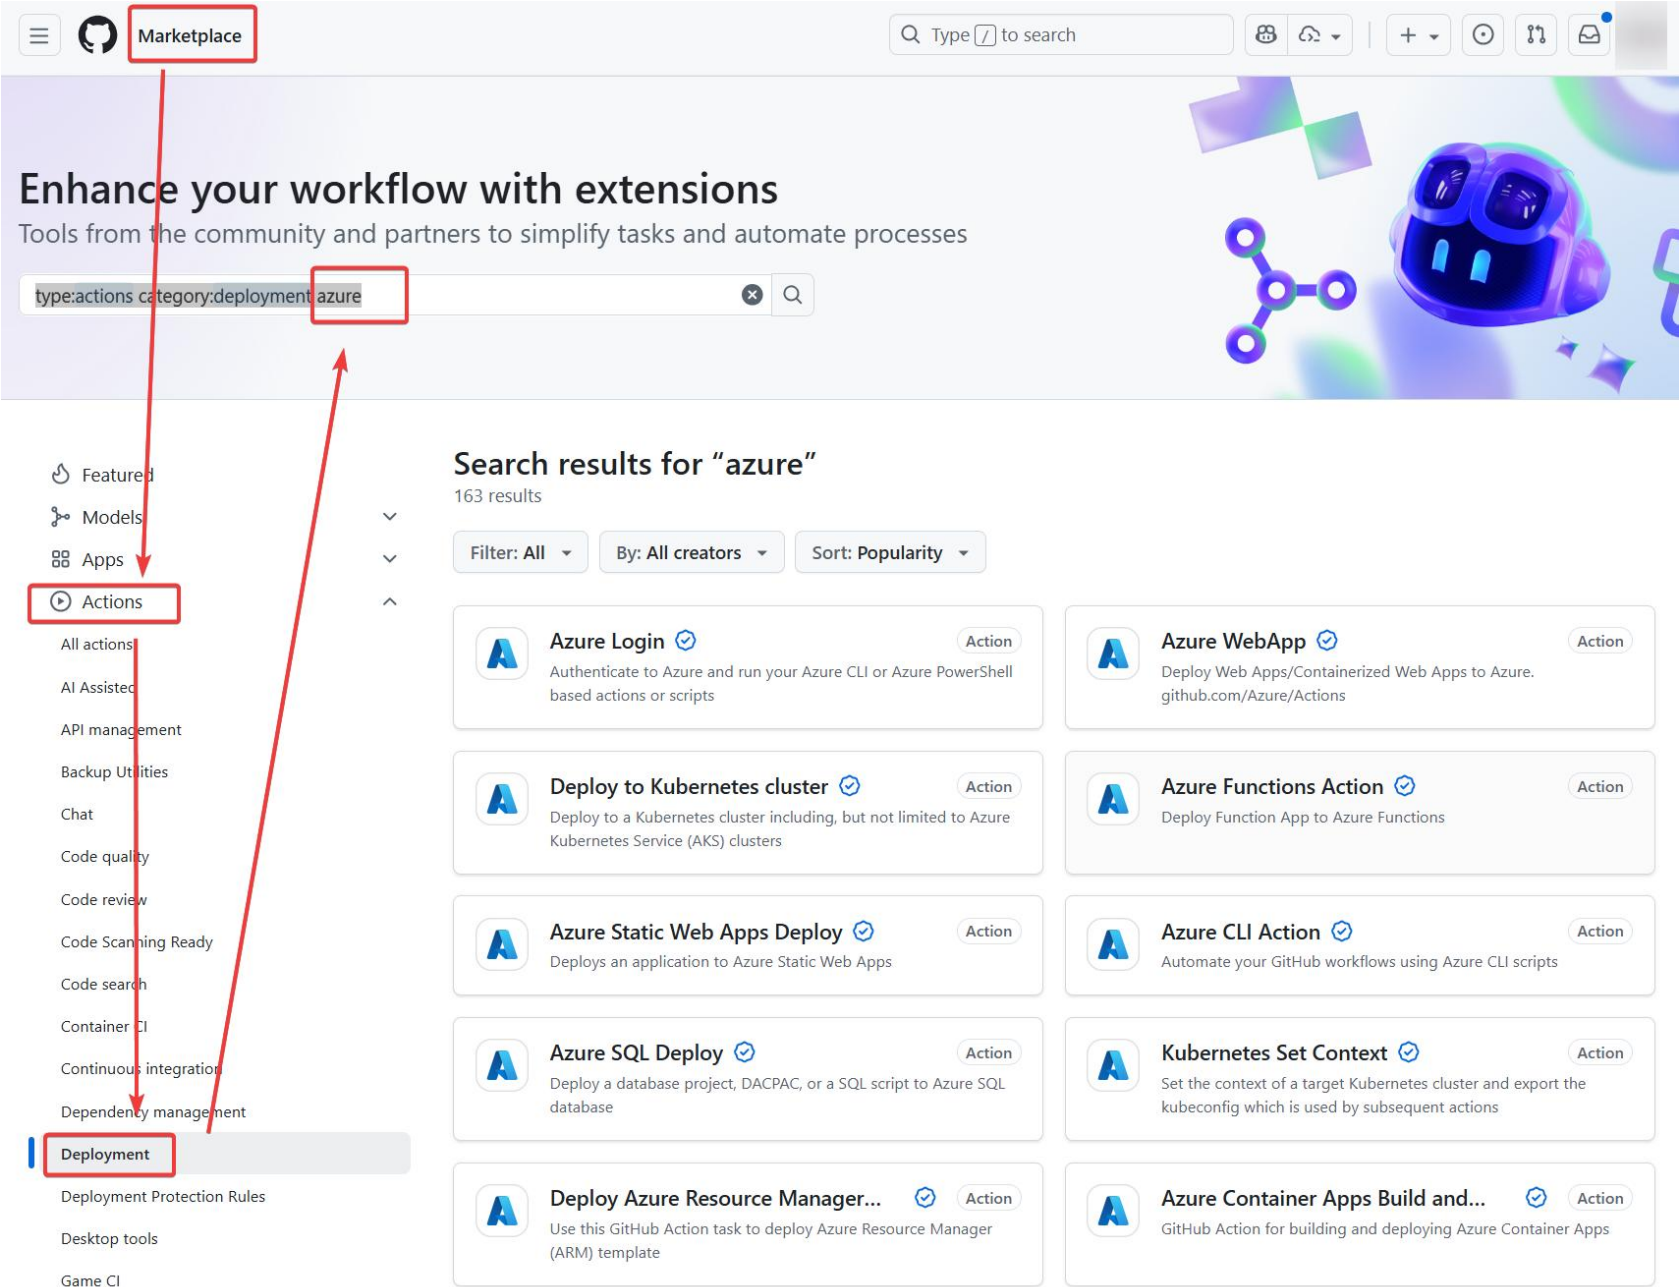 Marketplace
Type / to search
Enhance your workflow with extensions
Tools from the community and partners to simplify tasks and automate processes
type:actions category:deployment azure
Featured
Models
Apps
Actions
All actions
AI Assisted
API management
Backup Utilities
Chat
Code quality
Code review
Code Scanning Ready
Code search
Container CI
Continuous integration
Dependency management
Deployment
Deployment Protection Rules
Desktop tools
Game CI
Search results for “azure”
163 results
Filter: All
By: All creators
Sort: Popularity
Azure Login
Action
Authenticate to Azure and run your Azure CLI or Azure PowerShell
based actions or scripts
Azure WebApp
Action
Deploy Web Apps/Containerized Web Apps to Azure.
github.com/Azure/Actions
Deploy to Kubernetes cluster
Action
Deploy to a Kubernetes cluster including, but not limited to Azure
Kubernetes Service (AKS) clusters
Azure Functions Action
Action
Deploy Function App to Azure Functions
Azure Static Web Apps Deploy
Action
Deploys an application to Azure Static Web Apps
Azure CLI Action
Action
Automate your GitHub workflows using Azure CLI scripts
Azure SQL Deploy
Action
Deploy a database project, DACPAC, or a SQL script to Azure SQL
database
Kubernetes Set Context
Action
Set the context of a target Kubernetes cluster and export the
kubeconfig which is used by subsequent actions
Deploy Azure Resource Manager...
Action
Use this GitHub Action task to deploy Azure Resource Manager
(ARM) template
Azure Container Apps Build and...
Action
GitHub Action for building and deploying Azure Container Apps